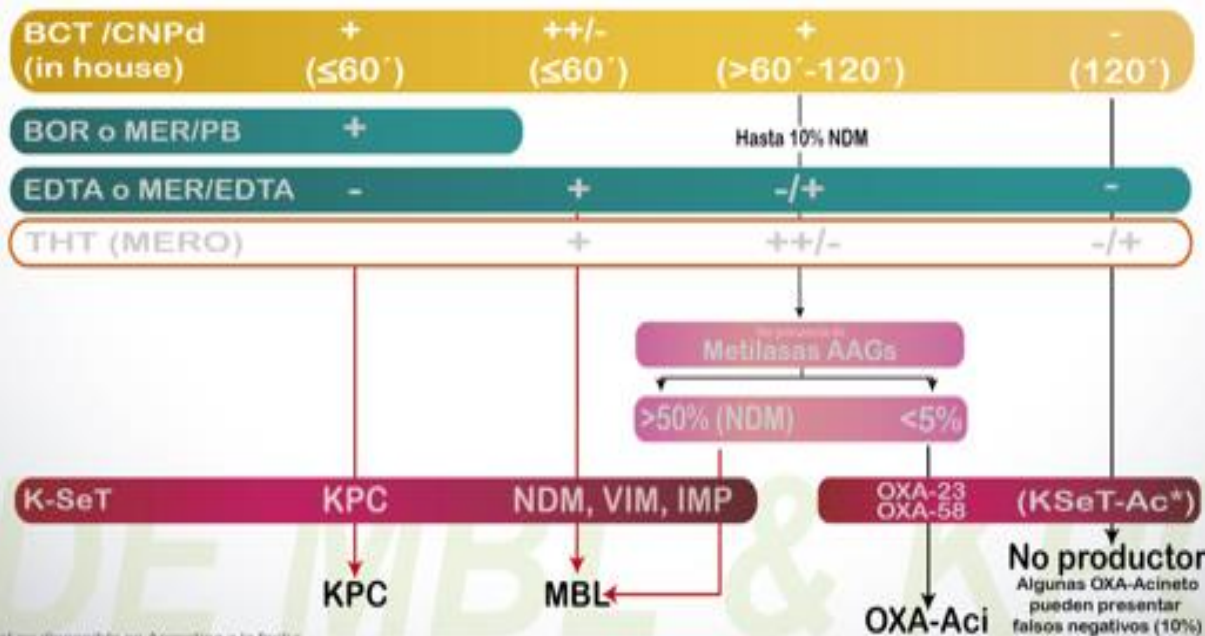 BCT /CNPd + ++/- + -
(in house) (≤60´) (≤60´) (>60´-120´) (120´)
BOR o MER/PB +
Hasta 10% NDM
EDTA o MER/EDTA - + -/+ -
THT (MERO) + ++/- -/+
Metilasas AAGs
>50% (NDM) <5%
K-SeT KPC NDM, VIM, IMP
OXA-23
OXA-58
(KSeT-Ac*)
DE MBL & K
KPC
MBL
OXA-Aci
No productor
Algunas OXA-Acineto
pueden presentar
falsos negativos (10%)